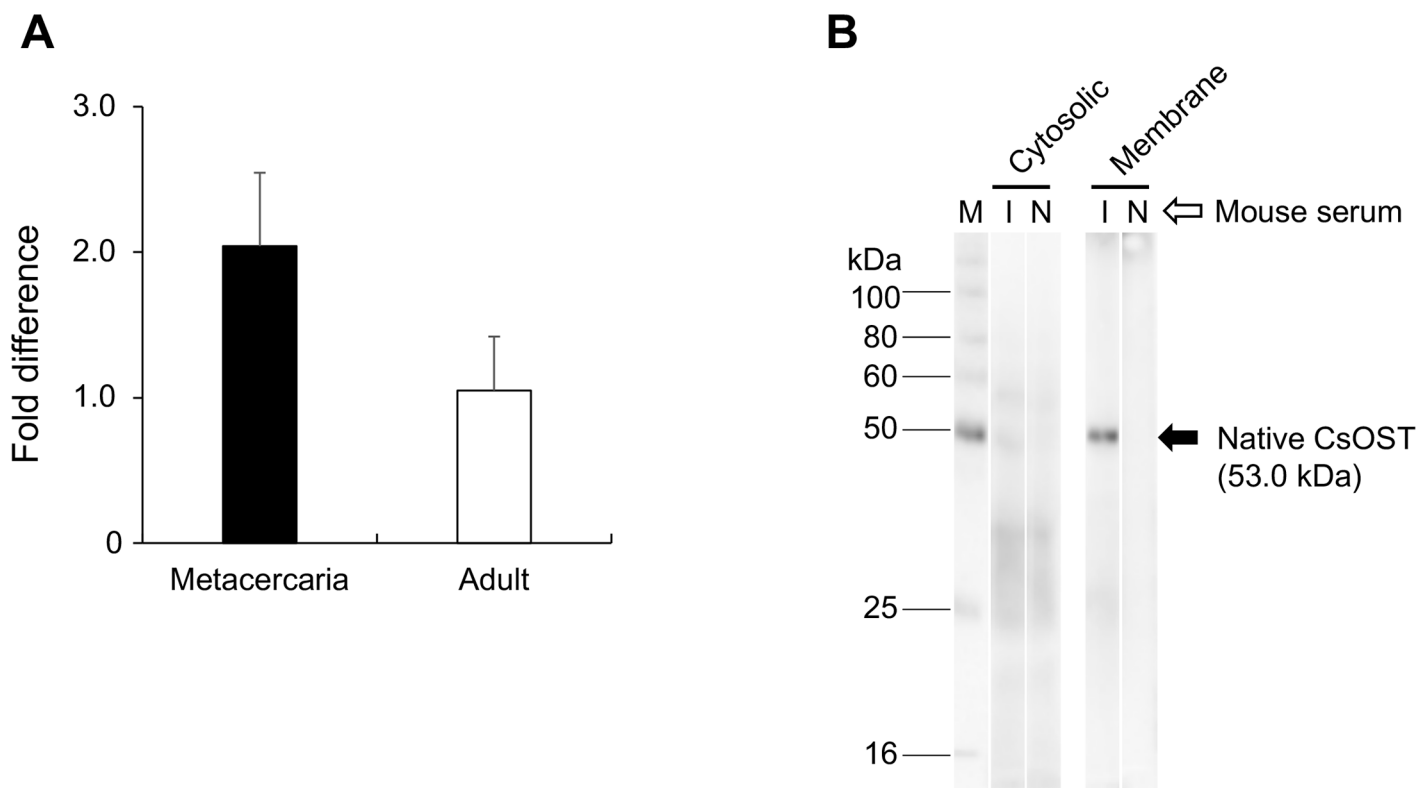 A
3.0
2.0
1.0
0
Fold difference
Metacercaria
Adult
B
Cytosolic
Membrane
M I N I N Mouse serum
kDa
100
80
60
50
25
16
Native CsOST
(53.0 kDa)